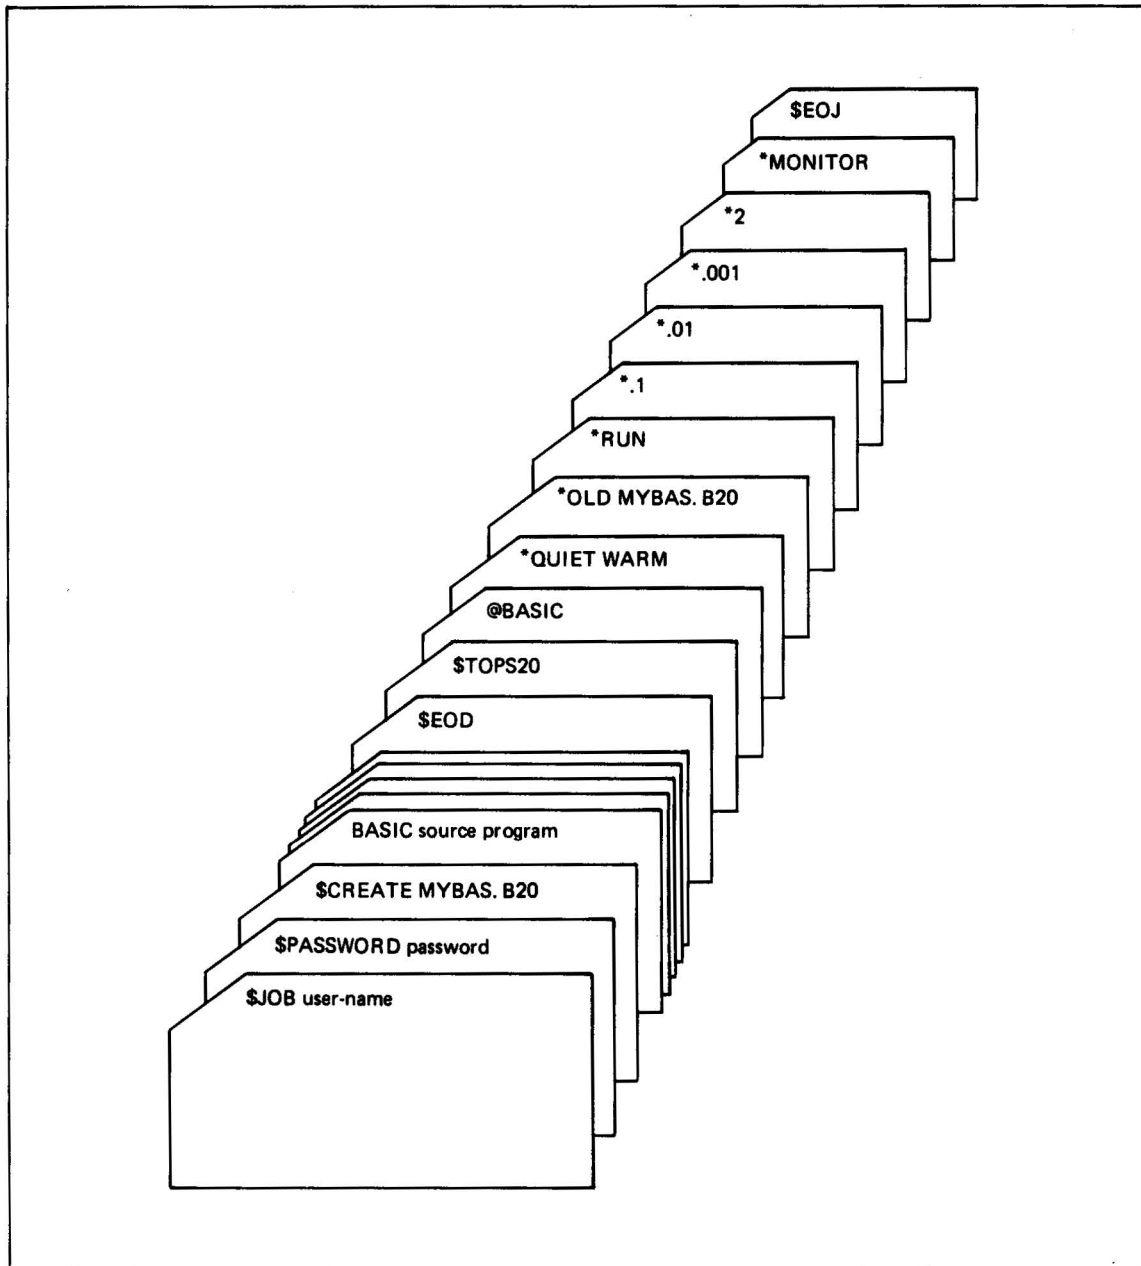 $EOJ
*MONITOR
*2
*.001
*.01
*.1
*RUN
*OLD MYBAS. B20
*QUIET WARM
@BASIC
$TOPS20
$EOD
BASIC source program
$CREATE MYBAS. B20
$PASSWORD password
$JOB user-name